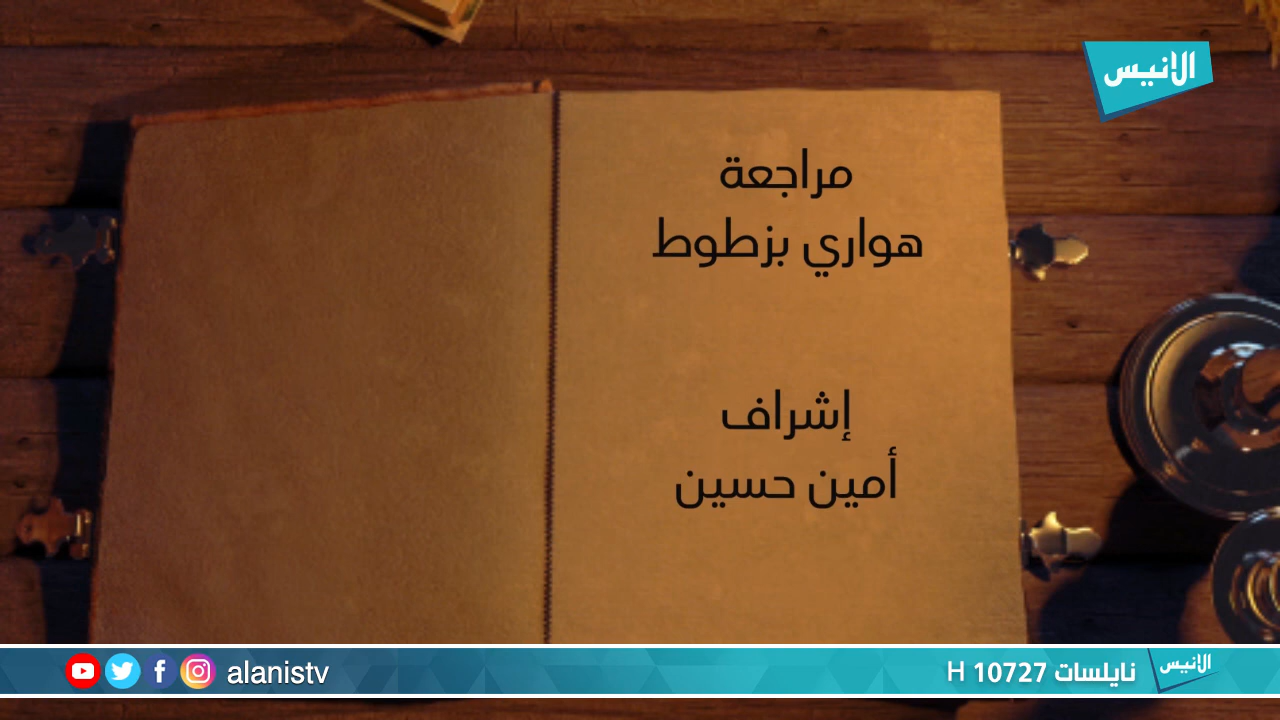 الانيس
مراجعة
هواري بزطوط
إشراف
أمين حسين
alanistv
نايلسات 10727 H
الانيس